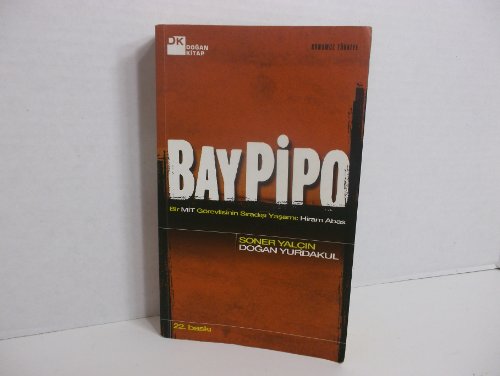 DK
DOĞAN
KİTAP
GÜNÜMÜZ TÜRKİYE
BAY PİPO
Bir MİT Görevlisinin Sıradışı Yaşamı: Hiram Abas
SONER YALÇIN
DOĞAN YURDAKUL
22. baskı